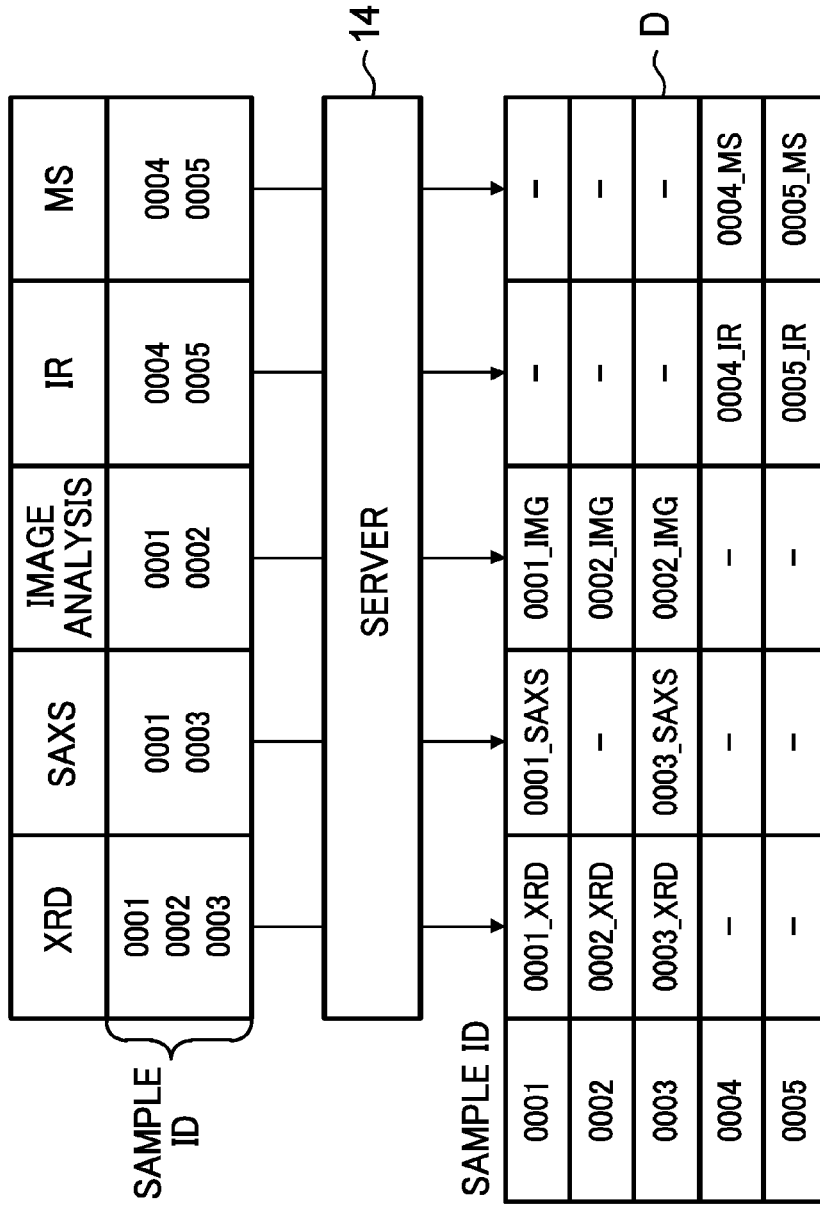 XRD SAXS IMAGE ANALYSIS IR MS
SAMPLE ID
0001 0001 0001 0004 0004
0002 0003 0002 0005 0005
0003
SERVER
14
SAMPLE ID
0001 0001_XRD 0001_SAXS 0001_IMG – –
0002 0002_XRD – 0002_IMG – –
0003 0003_XRD 0003_SAXS 0002_IMG – –
0004 – – – 0004_IR 0004_MS
0005 – – – 0005_IR 0005_MS
D